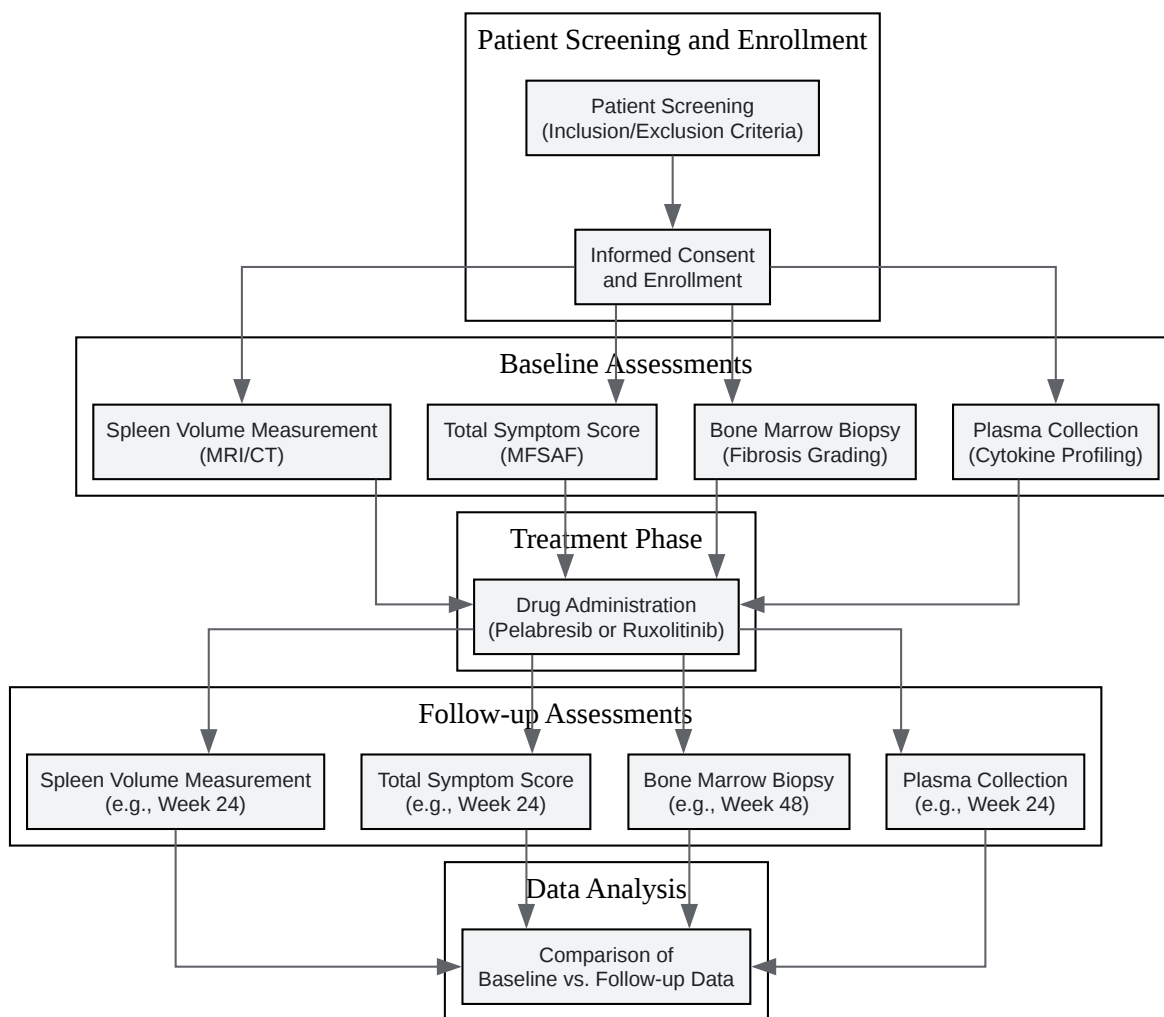 Patient Screening and Enrollment
Patient Screening
(Inclusion/Exclusion Criteria)
Informed Consent
and Enrollment
Baseline Assessments
Spleen Volume Measurement
(MRI/CT)
Total Symptom Score
(MFSAF)
Bone Marrow Biopsy
(Fibrosis Grading)
Plasma Collection
(Cytokine Profiling)
Treatment Phase
Drug Administration
(Pelabresib or Ruxolitinib)
Follow-up Assessments
Spleen Volume Measurement
(e.g., Week 24)
Total Symptom Score
(e.g., Week 24)
Bone Marrow Biopsy
(e.g., Week 48)
Plasma Collection
(e.g., Week 24)
Data Analysis
Comparison of
Baseline vs. Follow-up Data